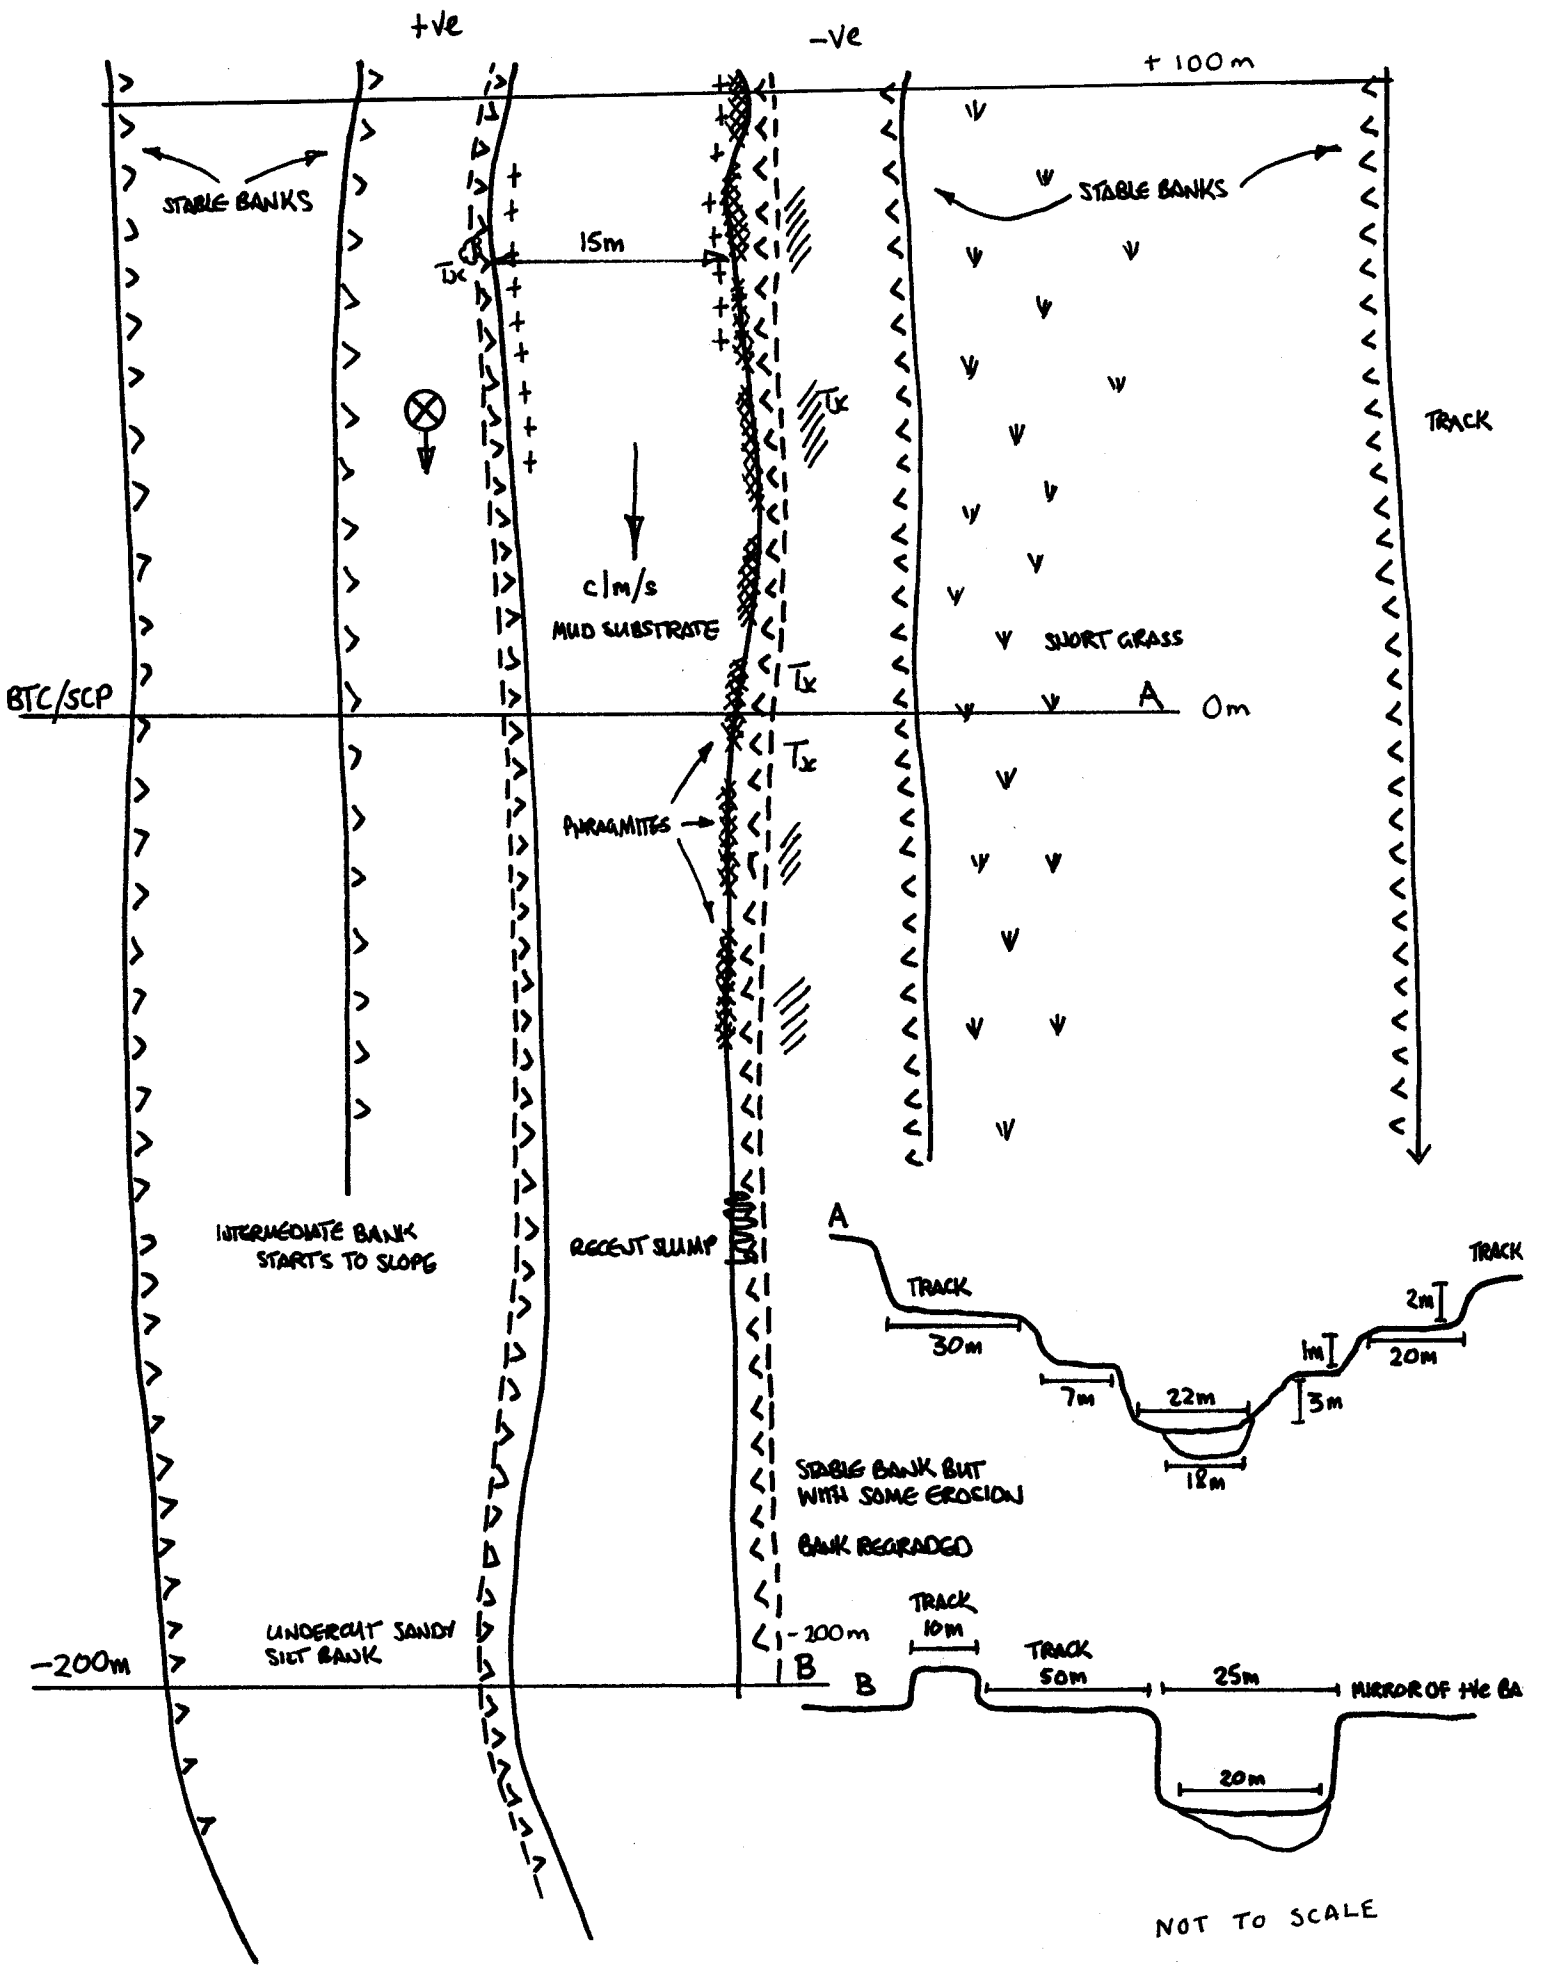 +ve
-ve
+ 100m
STABLE BANKS
STABLE BANKS
15m
Tx
Tx
TRACK
c/m/s
MUD SUBSTRATE
SHORT GRASS
Tx
BTC/SCP
A
0m
Tx
PHRAGMITES
INTERMEDIATE BANK
STARTS TO SLOPE
RECENT SLUMP
A
TRACK
30m
7m
22m
18m
3m
1m
2m
20m
TRACK
STABLE BANK BUT
WITH SOME EROSION
BANK REGRADED
UNDERCUT SANDY
SILT BANK
-200m
-200m
B
B
TRACK
10m
TRACK
50m
25m
MIRROR OF +Ve BA
20m
NOT TO SCALE